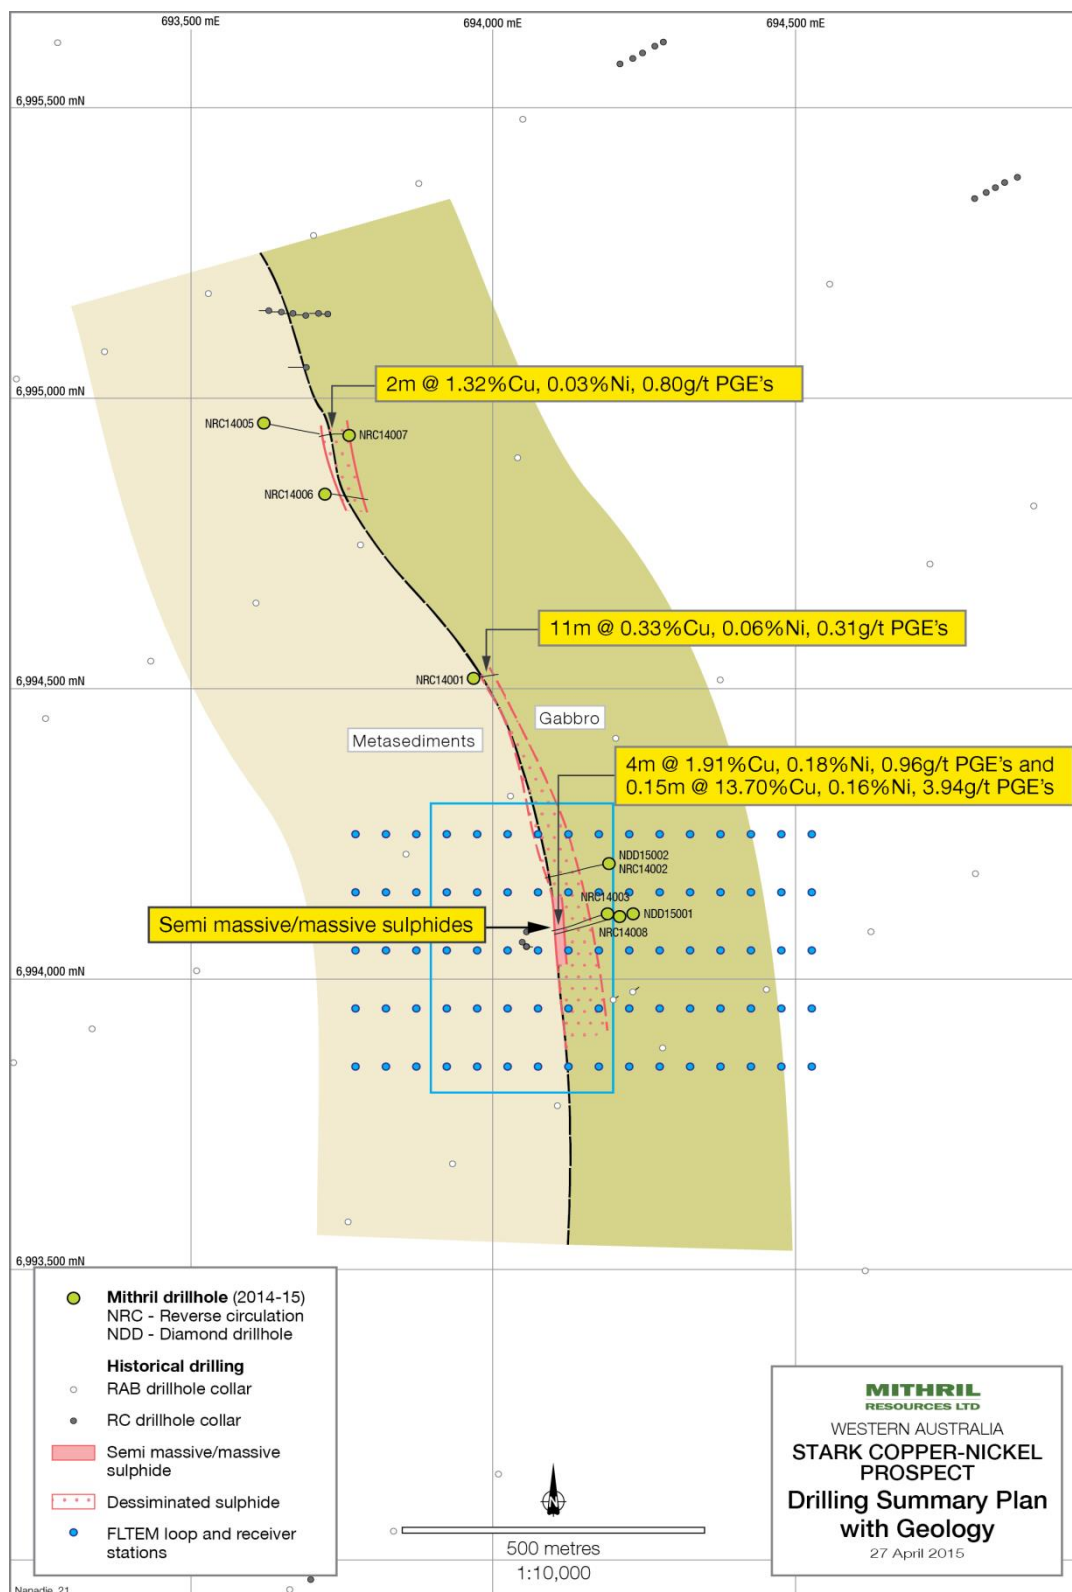 693,500 mE
694,000 mE
694,500 mE
6,995,500 mN
2m @ 1.32%Cu, 0.03%Ni, 0.80g/t PGE's
6,995,000 mN
NRC14005
NRC14007
NRC14006
11m @ 0.33%Cu, 0.06%Ni, 0.31g/t PGE's
NRC14001
6,994,500 mN
Gabbro
Metasediments
4m @ 1.91%Cu, 0.18%Ni, 0.96g/t PGE's and
0.15m @ 13.70%Cu, 0.16%Ni, 3.94g/t PGE's
NDD15002
NRC14002
NRC14003
NDD15001
NRC14008
Semi massive/massive sulphides
6,994,000 mN
6,993,500 mN
Mithril drillhole (2014-15)
NRC - Reverse circulation
NDD - Diamond drillhole
Historical drilling
RAB drillhole collar
RC drillhole collar
Semi massive/massive
sulphide
Dessiminated sulphide
FLTEM loop and receiver
stations
N
500 metres
1:10,000
MITHRIL
RESOURCES LTD
WESTERN AUSTRALIA
STARK COPPER-NICKEL
PROSPECT
Drilling Summary Plan
with Geology
27 April 2015
Nanadie_21